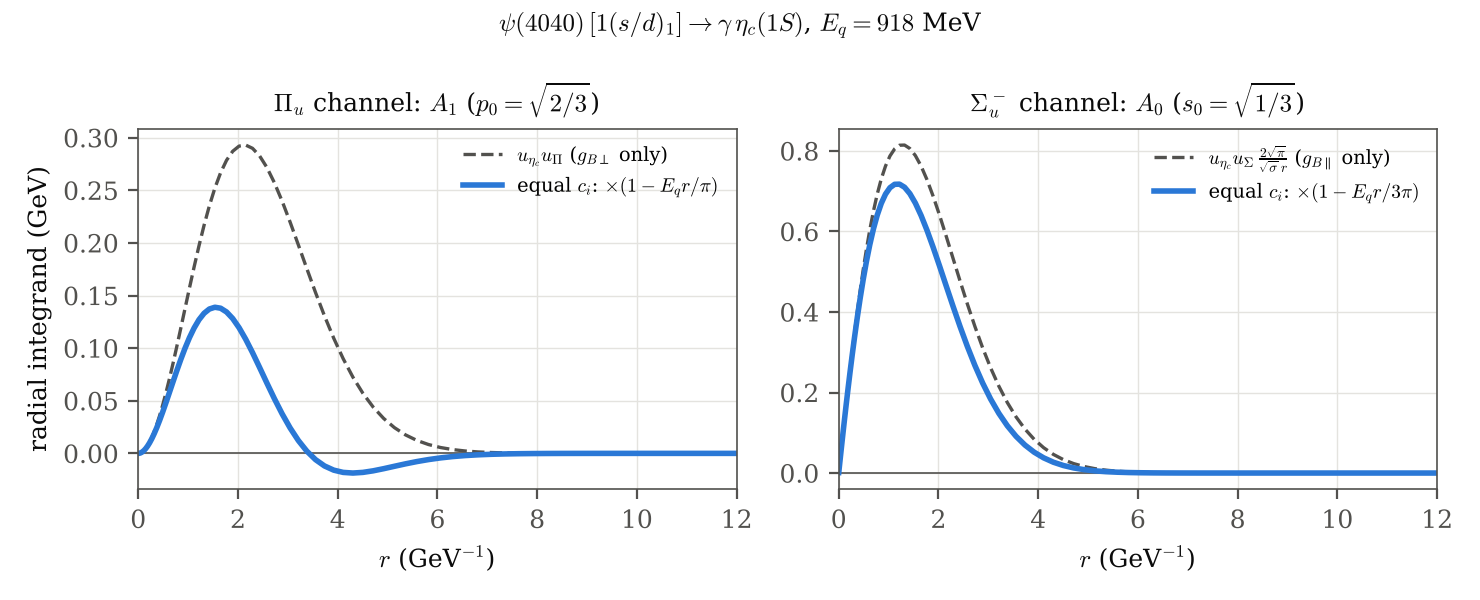 ψ(4040) [1(s/d)₁] → γ η_c(1S), E_q = 918 MeV
Π_u channel: A₁ (p₀ = √(2/3))
radial integrand (GeV)
0.30
0.25
0.20
0.15
0.10
0.05
0.00
u_{η_c}u_Π (g_{B⊥} only)
equal c_i: ×(1 − E_q r/π)
0 2 4 6 8 10 12
r (GeV⁻¹)
Σ_u⁻ channel: A₀ (s₀ = √(1/3))
0.8
0.6
0.4
0.2
0.0
u_{η_c}u_Σ 2√π/(√σ r) (g_{B∥} only)
equal c_i: ×(1 − E_q r/3π)
0 2 4 6 8 10 12
r (GeV⁻¹)